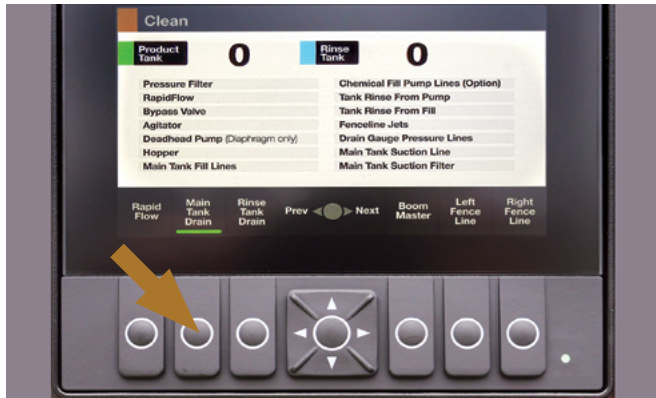 Clean
Product
Tank
0
Rinse
Tank
0
Pressure Filter
RapidFlow
Bypass Valve
Agitator
Deadhead Pump (Diaphragm only)
Hopper
Main Tank Fill Lines
Chemical Fill Pump Lines (Option)
Tank Rinse From Pump
Tank Rinse From Fill
Fenceline Jets
Drain Gauge Pressure Lines
Main Tank Suction Line
Main Tank Suction Filter
Rapid
Flow
Main
Tank
Drain
Rinse
Tank
Drain
Prev
Next
Boom
Master
Left
Fence
Line
Right
Fence
Line